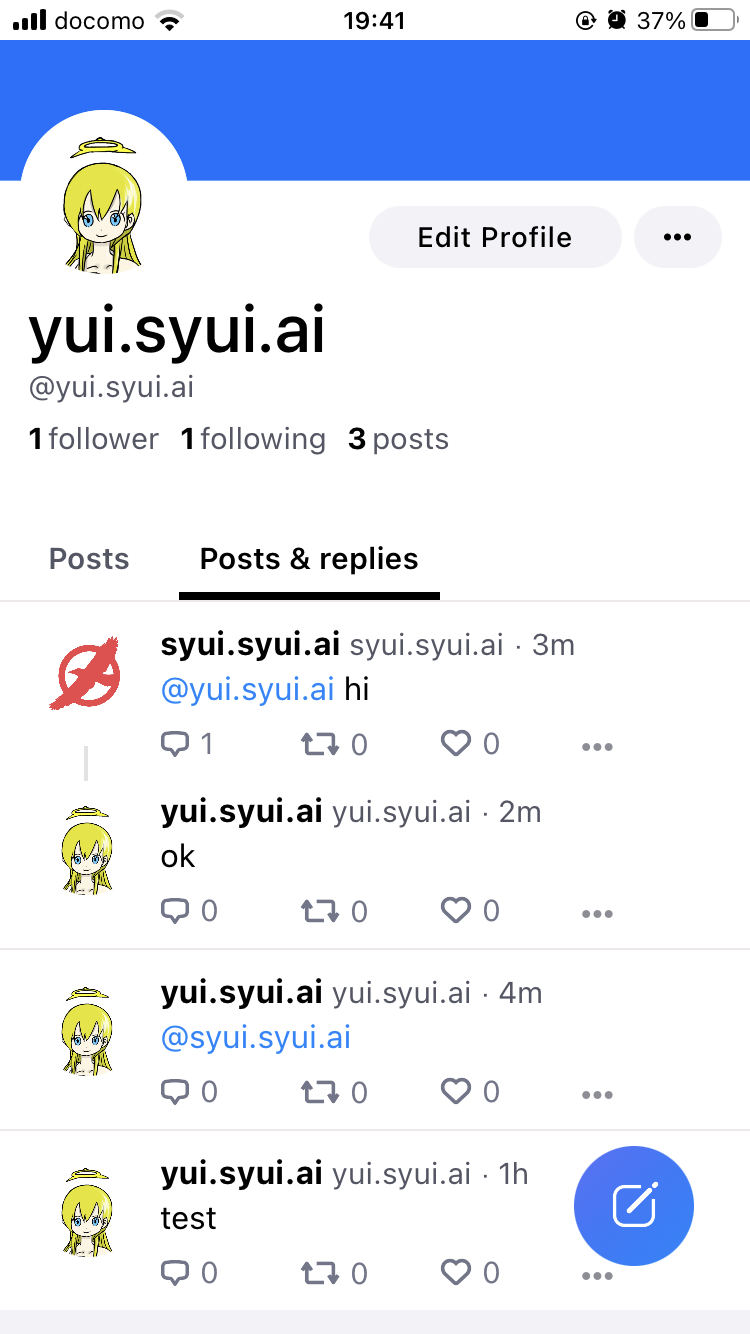 docomo 19:41 37%
Edit Profile
yui.syui.ai
@yui.syui.ai
1 follower 1 following 3 posts
Posts Posts & replies
syui.syui.ai syui.syui.ai · 3m
@yui.syui.ai hi
1 0 0
yui.syui.ai yui.syui.ai · 2m
ok
0 0 0
yui.syui.ai yui.syui.ai · 4m
@syui.syui.ai
0 0 0
yui.syui.ai yui.syui.ai · 1h
test
0 0 0